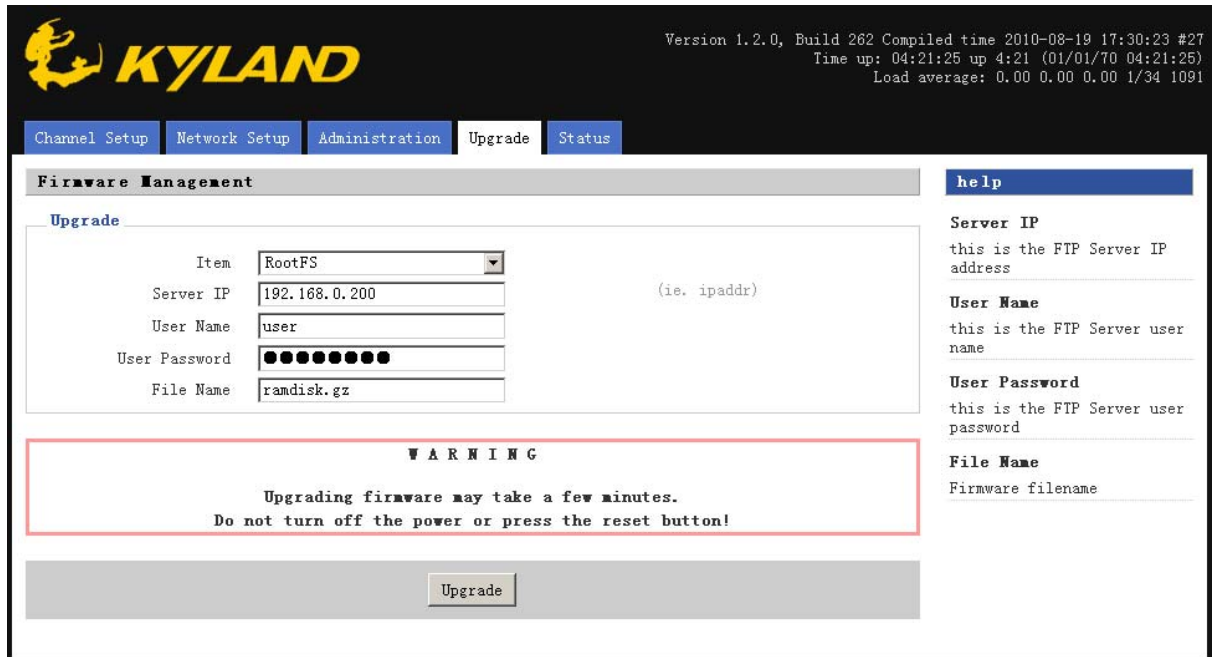 KYLAND
Version 1.2.0, Build 262 Compiled time 2010-08-19 17:30:23 #27
Time up: 04:21:25 up 4:21 (01/01/70 04:21:25)
Load average: 0.00 0.00 0.00 1/34 1091
Channel Setup Network Setup Administration Upgrade Status
Firmware Management
Upgrade
Item RootFS
Server IP 192.168.0.200 (ie. ipaddr)
User Name user
User Password ●●●●●●●●
File Name ramdisk.gz
WARNING
Upgrading firmware may take a few minutes.
Do not turn off the power or press the reset button!
Upgrade
help
Server IP
this is the FTP Server IP
address
User Name
this is the FTP Server user
name
User Password
this is the FTP Server user
password
File Name
Firmware filename